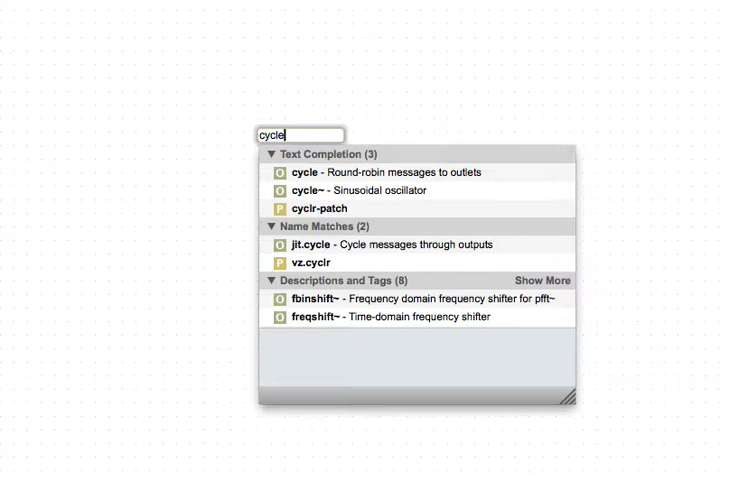 cycle
▼ Text Completion (3)
O cycle - Round-robin messages to outlets
O cycle~ - Sinusoidal oscillator
P cyclr-patch
▼ Name Matches (2)
O jit.cycle - Cycle messages through outputs
P vz.cyclr
▼ Descriptions and Tags (8) Show More
O fbinshift~ - Frequency domain frequency shifter for pfft~
O freqshift~ - Time-domain frequency shifter